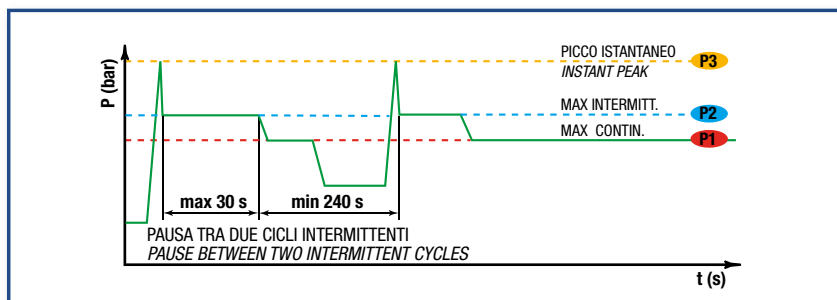 P (bar)
PICCO ISTANTANEO
INSTANT PEAK
P3
MAX INTERMITT.
P2
MAX CONTIN.
P1
max 30 s
min 240 s
PAUSA TRA DUE CICLI INTERMITTENTI
PAUSE BETWEEN TWO INTERMITTENT CYCLES
t (s)